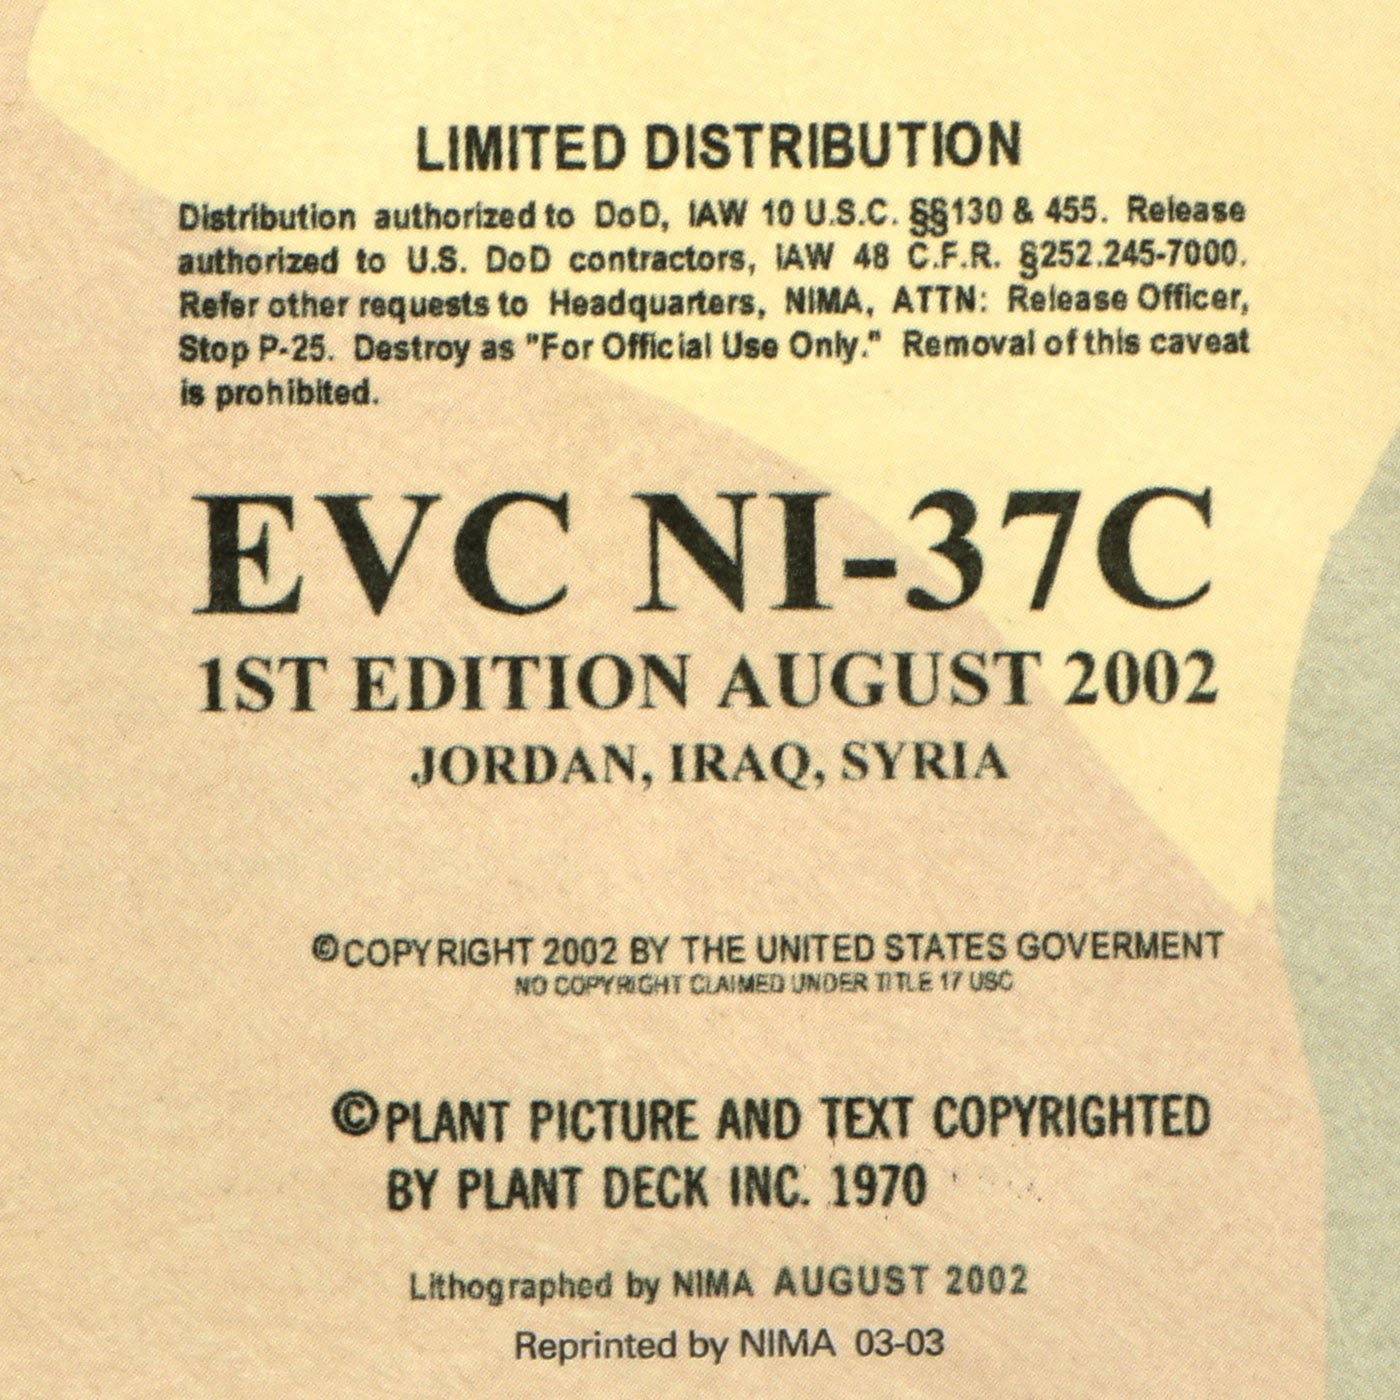 LIMITED DISTRIBUTION
Distribution authorized to DoD, IAW 10 U.S.C. §§130 & 455. Release
authorized to U.S. DoD contractors, IAW 48 C.F.R. §252.245-7000.
Refer other requests to Headquarters, NIMA, ATTN: Release Officer,
Stop P-25. Destroy as "For Official Use Only." Removal of this caveat
is prohibited.
EVC NI-37C
1ST EDITION AUGUST 2002
JORDAN, IRAQ, SYRIA
©COPYRIGHT 2002 BY THE UNITED STATES GOVERMENT
NO COPYRIGHT CLAIMED UNDER TITLE 17 USC
©PLANT PICTURE AND TEXT COPYRIGHTED
BY PLANT DECK INC. 1970
Lithographed by NIMA AUGUST 2002
Reprinted by NIMA 03-03